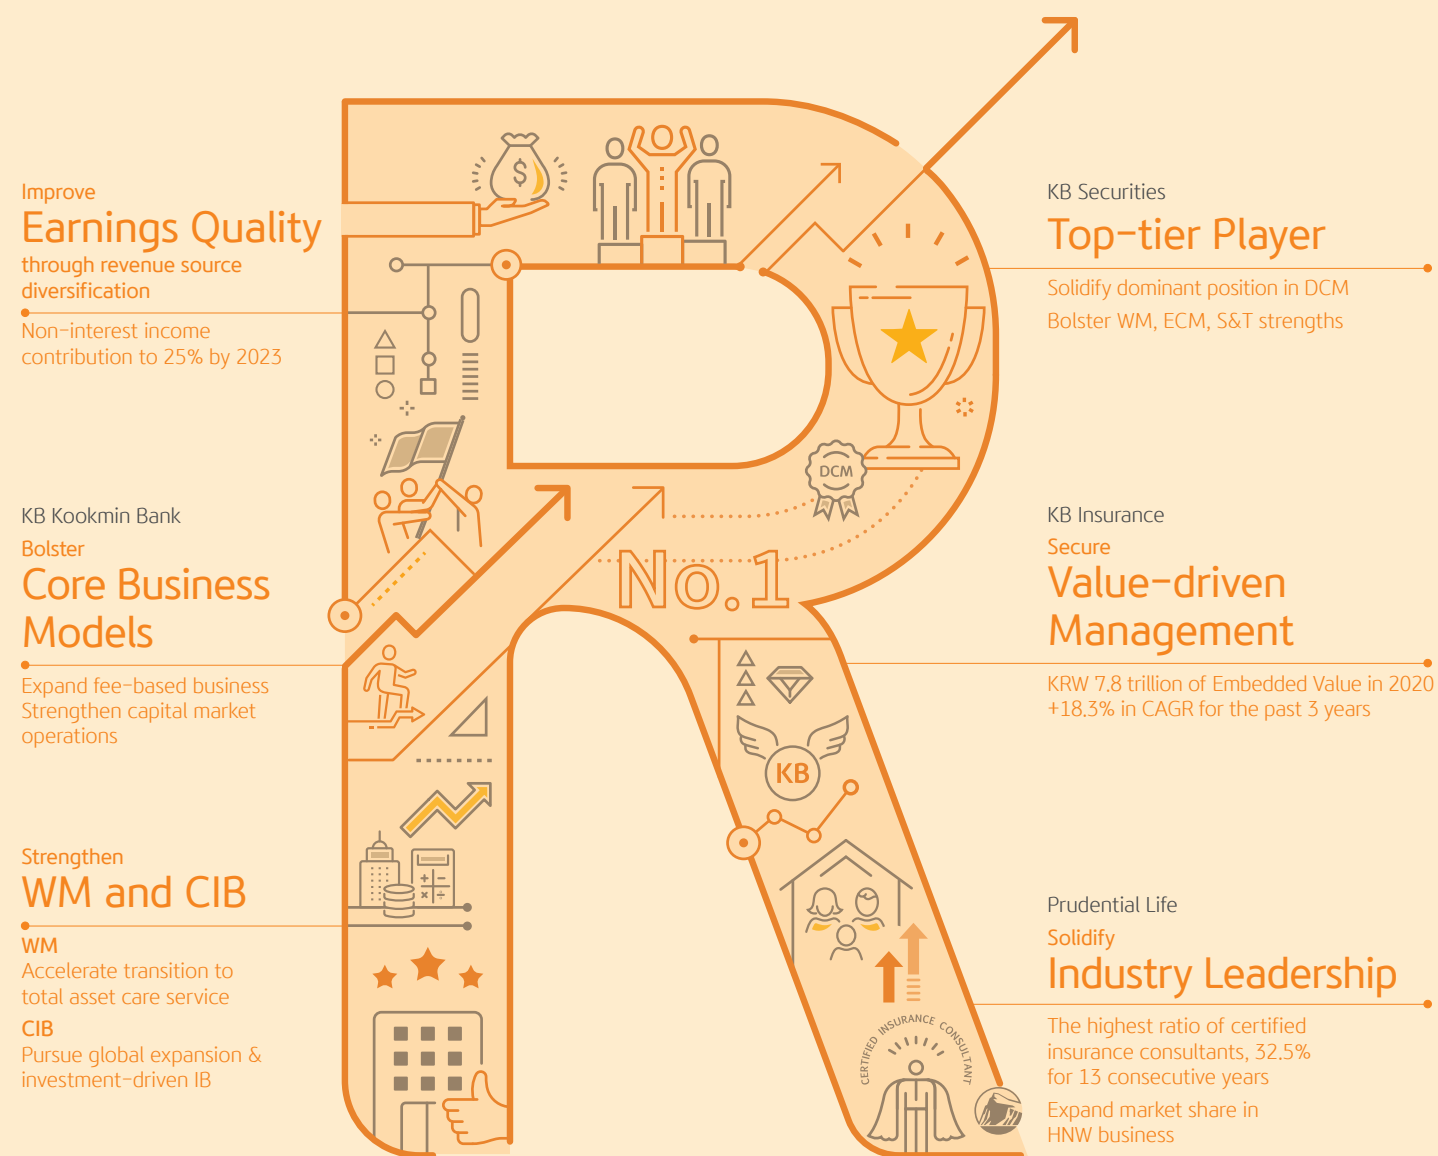 Improve
Earnings Quality
through revenue source
diversification
Non-interest income
contribution to 25% by 2023
KB Kookmin Bank
Bolster
Core Business
Models
Expand fee-based business
Strengthen capital market
operations
Strengthen
WM and CIB
WM
Accelerate transition to
total asset care service
CIB
Pursue global expansion &
investment-driven IB
$
DCM
No.1
KB
CERTIFIED INSURANCE CONSULTANT
KB Securities
Top-tier Player
Solidify dominant position in DCM
Bolster WM, ECM, S&T strengths
KB Insurance
Secure
Value-driven
Management
KRW 7.8 trillion of Embedded Value in 2020
+18.3% in CAGR for the past 3 years
Prudential Life
Solidify
Industry Leadership
The highest ratio of certified
insurance consultants, 32.5%
for 13 consecutive years
Expand market share in
HNW business